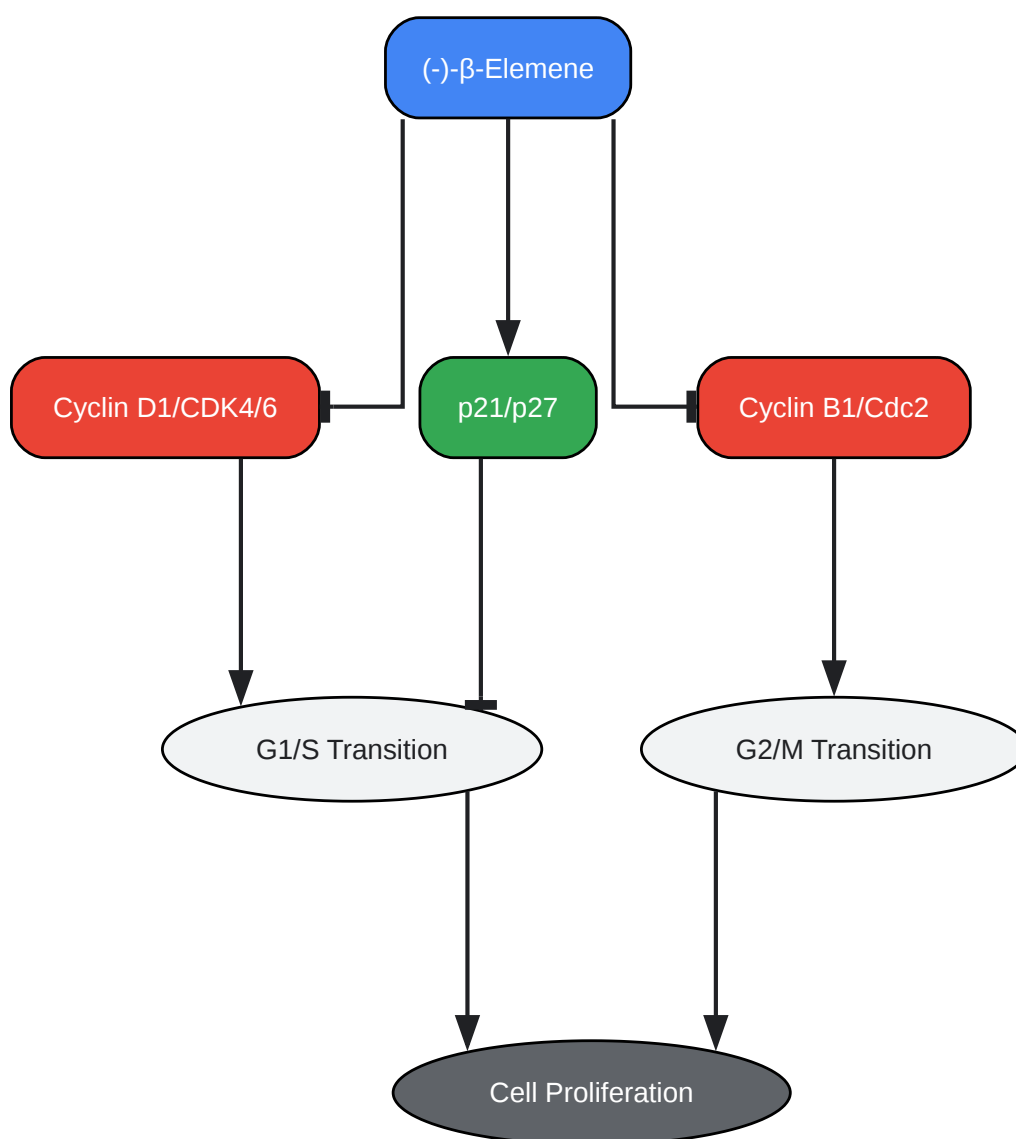 (-)-β-Elemene
Cyclin D1/CDK4/6
p21/p27
Cyclin B1/Cdc2
G1/S Transition
G2/M Transition
Cell Proliferation